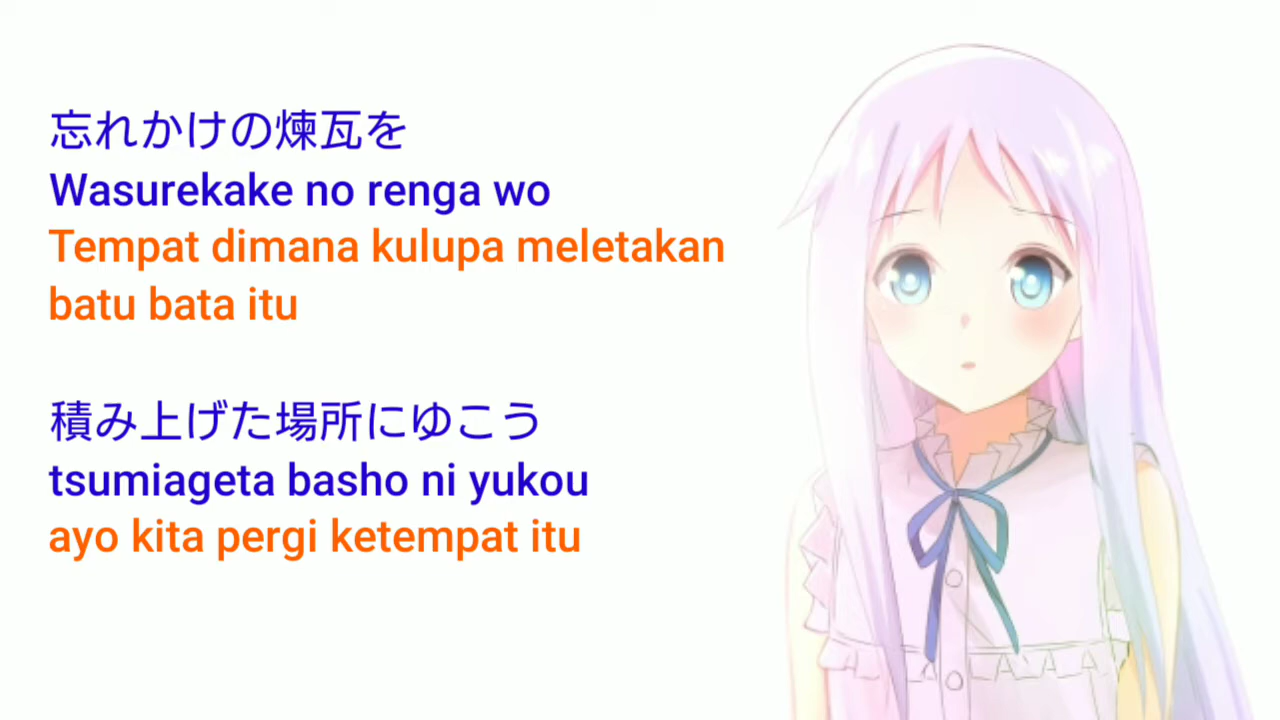 忘れかけの煉瓦を
Wasurekake no renga wo
Tempat dimana kulupa meletakan
batu bata itu
積み上げた場所にゆこう
tsumiageta basho ni yukou
ayo kita pergi ketempat itu